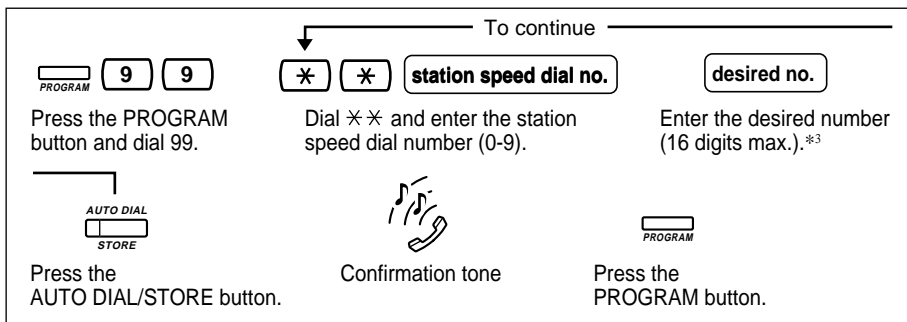 To continue
PROGRAM 9 9 * * station speed dial no. desired no.
Press the PROGRAM Dial ** and enter the station Enter the desired number
button and dial 99. speed dial number (0-9). (16 digits max.).*3
AUTO DIAL
STORE PROGRAM
Press the Confirmation tone Press the
AUTO DIAL/STORE button. PROGRAM button.